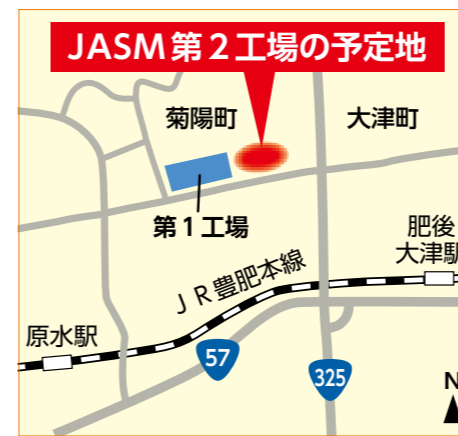 JASM第2工場の予定地
菊陽町
大津町
第1工場
肥後
大津駅
JR豊肥本線
原水駅
57
325
N